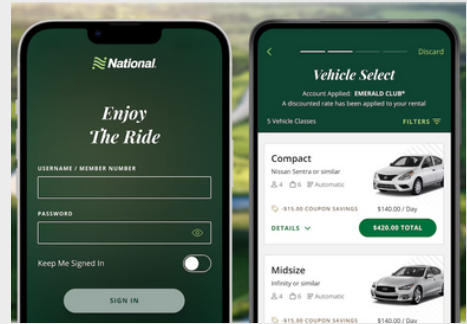 National.
Enjoy
The Ride
USERNAME / MEMBER NUMBER
PASSWORD
Keep Me Signed In
SIGN IN
Discard
Vehicle Select
Account Applied: EMERALD CLUB®
A discounted rate has been applied to your rental
5 Vehicle Classes
FILTERS
Compact
Nissan Sentra or similar
4 6 Automatic
-$15.00 COUPON SAVINGS $140.00 / Day
DETAILS $420.00 TOTAL
Midsize
Infinity or similar
4 6 Automatic
-$15.00 COUPON SAVINGS $140.00 / Day